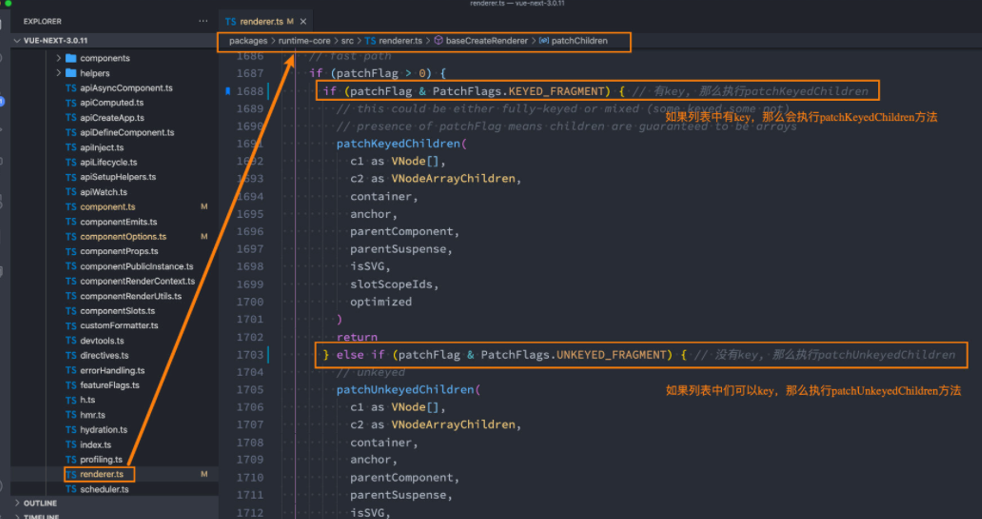 renderer.ts — vue-next-3.0.11
EXPLORER
···
TS renderer.ts M ×
VUE-NEXT-3.0.11
packages > runtime-core > src > TS renderer.ts > baseCreateRenderer > patchChildren
components
helpers
TS apiAsyncComponent.ts
TS apiComputed.ts
TS apiCreateApp.ts
TS apiDefineComponent.ts
TS apiInject.ts
TS apiLifecycle.ts
TS apiSetupHelpers.ts
TS apiWatch.ts
TS component.ts M
TS componentEmits.ts
TS componentOptions.ts M
TS componentProps.ts
TS componentPublicInstance.ts
TS componentRenderContext.ts
TS componentRenderUtils.ts
TS componentSlots.ts
TS customFormatter.ts
TS devtools.ts
TS directives.ts
TS errorHandling.ts
TS featureFlags.ts
TS h.ts
TS hmr.ts
TS hydration.ts
TS index.ts
TS profiling.ts
TS renderer.ts M
TS scheduler.ts
OUTLINE
TIMELINE
1686 // fast path
1687 if (patchFlag > 0) {
1688 if (patchFlag & PatchFlags.KEYED_FRAGMENT) { // 有key, 那么执行patchKeyedChildren
1689 // this could be either fully-keyed or mixed (some keyed some not)
如果列表中有key，那么会执行patchKeyedChildren方法
1690 // presence of patchFlag means children are guaranteed to be arrays
1691 patchKeyedChildren(
1692 c1 as VNode[],
1693 c2 as VNodeArrayChildren,
1694 container,
1695 anchor,
1696 parentComponent,
1697 parentSuspense,
1698 isSVG,
1699 slotScopeIds,
1700 optimized
1701 )
1702 return
1703 } else if (patchFlag & PatchFlags.UNKEYED_FRAGMENT) { // 没有key, 那么执行patchUnkeyedChildren
1704 // unkeyed
1705 patchUnkeyedChildren(
如果列表中们可以key，那么执行patchUnkeyedChildren方法
1706 c1 as VNode[],
1707 c2 as VNodeArrayChildren,
1708 container,
1709 anchor,
1710 parentComponent,
1711 parentSuspense,
1712 isSVG,